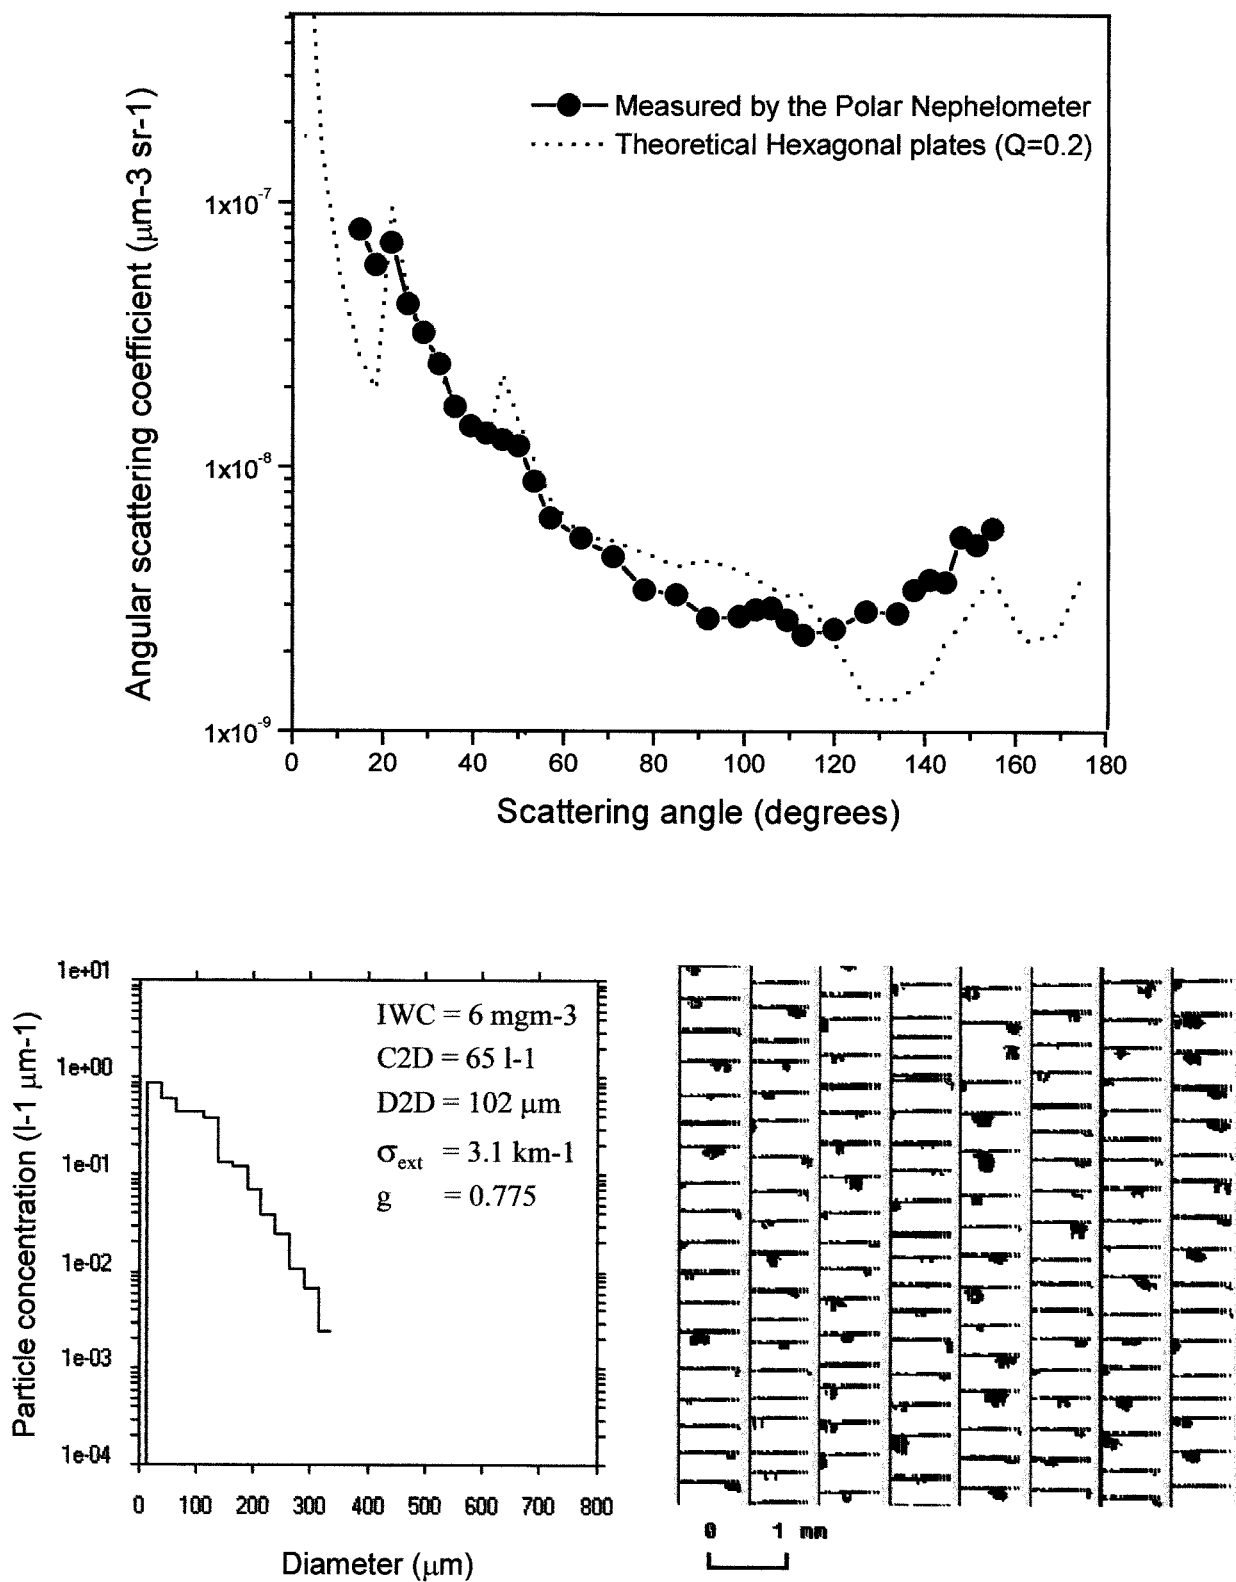 Angular scattering coefficient (μm-3 sr-1)
Measured by the Polar Nephelometer
Theoretical Hexagonal plates (Q=0.2)
1x10-7
1x10-8
1x10-9
0 20 40 60 80 100 120 140 160 180
Scattering angle (degrees)
Particle concentration (l-1 μm-1)
1e+01
1e+00
1e-01
1e-02
1e-03
1e-04
IWC = 6 mgm-3
C2D = 65 l-1
D2D = 102 μm
σext = 3.1 km-1
g = 0.775
0 100 200 300 400 500 600 700 800
Diameter (μm)
0 1 mm